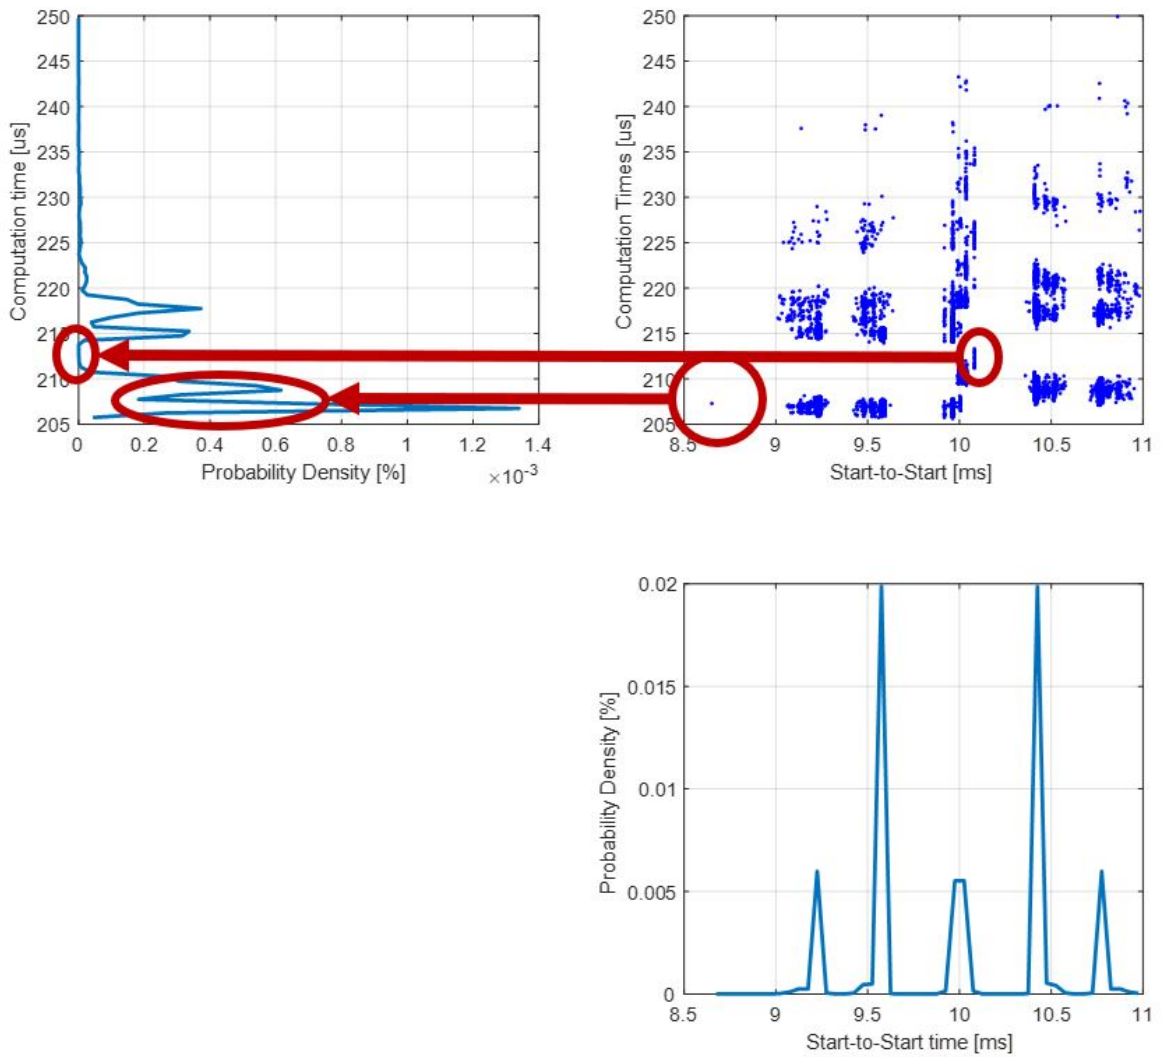 250
245
240
235
230
225
220
215
210
205
Computation time [us]
0 0.2 0.4 0.6 0.8 1 1.2 1.4
Probability Density [%]
×10-3
250
245
240
235
230
225
220
215
210
205
Computation Times [us]
8.5 9 9.5 10 10.5 11
Start-to-Start [ms]
0.02
0.015
0.01
0.005
0
Probability Density [%]
8.5 9 9.5 10 10.5 11
Start-to-Start time [ms]